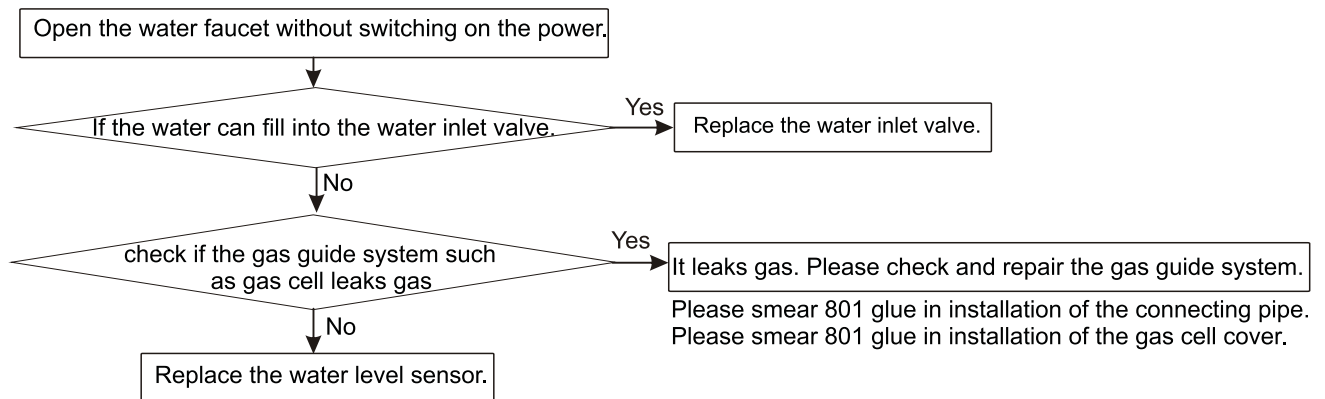 Open the water faucet without switching on the power.
If the water can fill into the water inlet valve.
Yes
Replace the water inlet valve.
No
check if the gas guide system such
as gas cell leaks gas
Yes
It leaks gas. Please check and repair the gas guide system.
Please smear 801 glue in installation of the connecting pipe.
Please smear 801 glue in installation of the gas cell cover.
No
Replace the water level sensor.